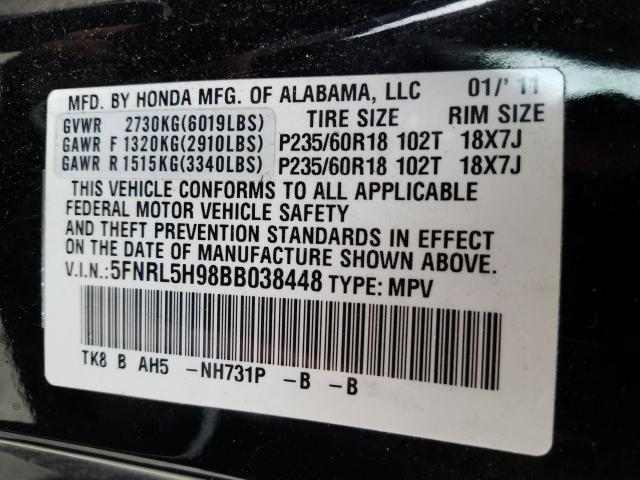 MFD. BY HONDA MFG. OF ALABAMA, LLC 01/'11
TIRE SIZE RIM SIZE
GVWR 2730KG(6019LBS)
GAWR F 1320KG(2910LBS) P235/60R18 102T 18X7J
GAWR R 1515KG(3340LBS) P235/60R18 102T 18X7J
THIS VEHICLE CONFORMS TO ALL APPLICABLE
FEDERAL MOTOR VEHICLE SAFETY
AND THEFT PREVENTION STANDARDS IN EFFECT
ON THE DATE OF MANUFACTURE SHOWN ABOVE.
V.I.N.:5FNRL5H98BB038448 TYPE: MPV
TK8 B AH5 -NH731P -B -B